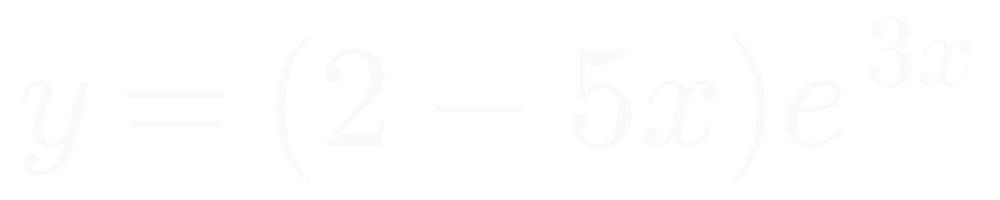 y = (2 − 5x)e^{3x}